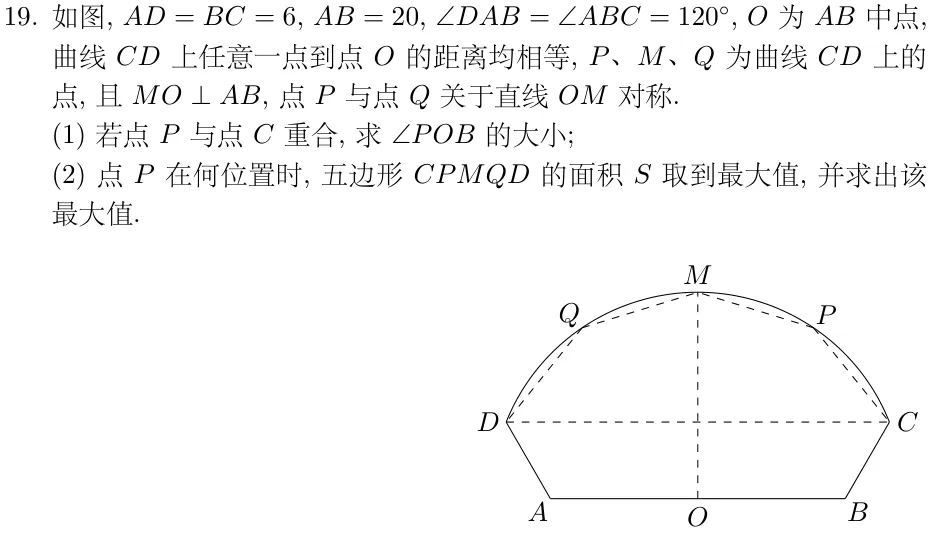 19. 如图, AD = BC = 6, AB = 20, ∠DAB = ∠ABC = 120°, O 为 AB 中点,
曲线 CD 上任意一点到点 O 的距离均相等, P、M、Q 为曲线 CD 上的
点, 且 MO ⊥ AB, 点 P 与点 Q 关于直线 OM 对称.
(1) 若点 P 与点 C 重合, 求 ∠POB 的大小;
(2) 点 P 在何位置时, 五边形 CPMQD 的面积 S 取到最大值, 并求出该
最大值.
M
Q P
D C
A O B